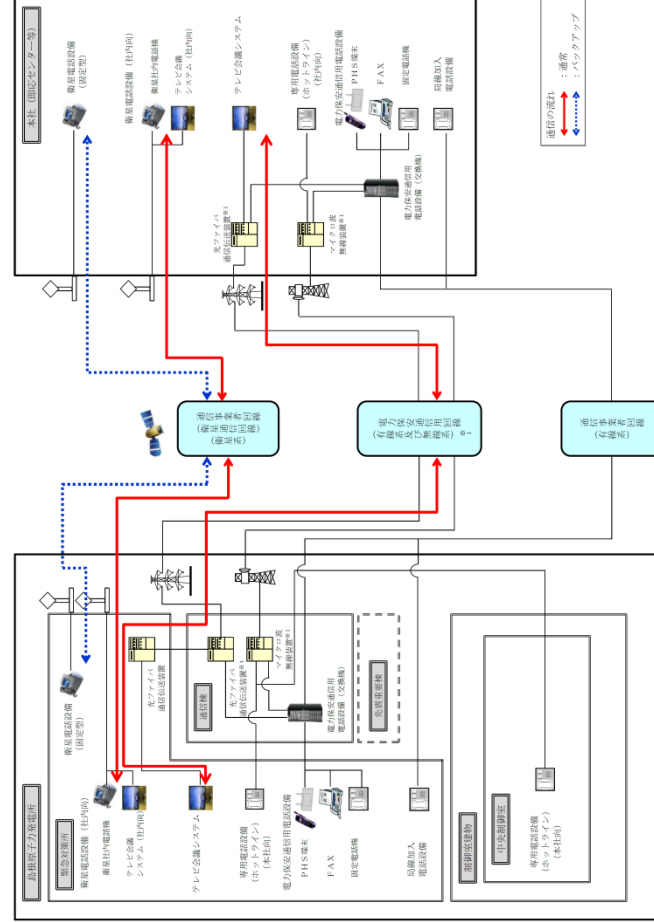 本社（即応センター等）
衛星電話設備
（固定型）
衛星電話設備（社内向）
衛星社内電話機
テレビ会議
システム（社内向）
テレビ会議システム
専用電話設備
（ホットライン）
（社内向）
電力保安通信用電話設備
PHS端末
FAX
固定電話機
局線加入
電話設備
光ファイバ
通信伝送装置※1
マイクロ波
無線装置※1
電力保安通信用
電話設備（交換機）
通信の流れ
：通常
：バックアップ
通信事業者回線
（衛星通信回線）
（衛星系）
電力保安通信用回線
（有線系及び無線系）
※1
通信事業者回線
（有線系）
島根原子力発電所
緊急対策所
衛星電話設備
（固定型）
衛星電話設備（社内向）
衛星社内電話機
テレビ会議
システム（社内向）
テレビ会議システム
専用電話設備
（ホットライン）
（本社向）
電力保安通信用電話設備
PHS端末
FAX
固定電話機
局線加入
電話設備
光ファイバ
通信伝送装置
通信棟
光ファイバ
通信伝送装置※1
マイクロ波
無線装置※1
電力保安通信用
電話設備（交換機）
免震重要棟
制御室建物
中央制御室
専用電話設備
（ホットライン）
（本社向）